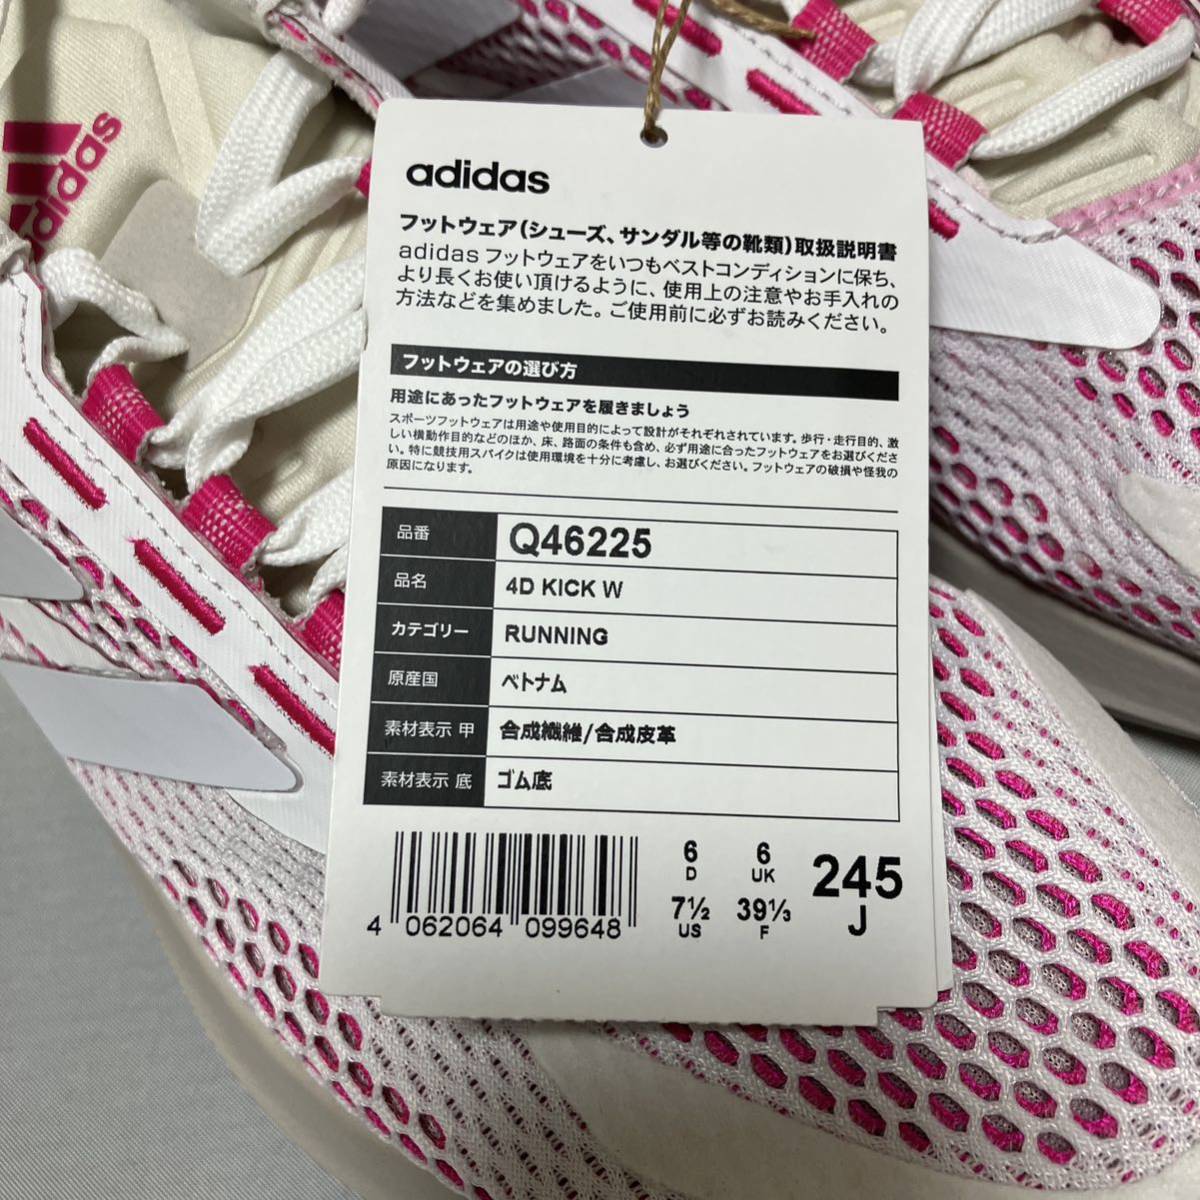 adidas
adidas
フットウェア(シューズ、サンダル等の靴類)取扱説明書
adidas フットウェアをいつもベストコンディションに保ち、
より長くお使い頂けるように、使用上の注意やお手入れの
方法などを集めました。ご使用前に必ずお読みください。
フットウェアの選び方
用途にあったフットウェアを履きましょう
スポーツフットウェアは用途や使用目的によって設計がそれぞれされています。歩行・走行目的、激
しい横動作目的などのほか、床、路面の条件も含め、必ず用途に合ったフットウェアをお選びくださ
い。特に競技用スパイクは使用環境を十分に考慮し、お選びください。フットウェアの破損や怪我の
原因になります。
品番 Q46225
品名 4D KICK W
カテゴリー RUNNING
原産国 ベトナム
素材表示 甲 合成繊維/合成皮革
素材表示 底 ゴム底
6 D 6 UK 245 J
7½ US 39⅓ F
4 062064 099648